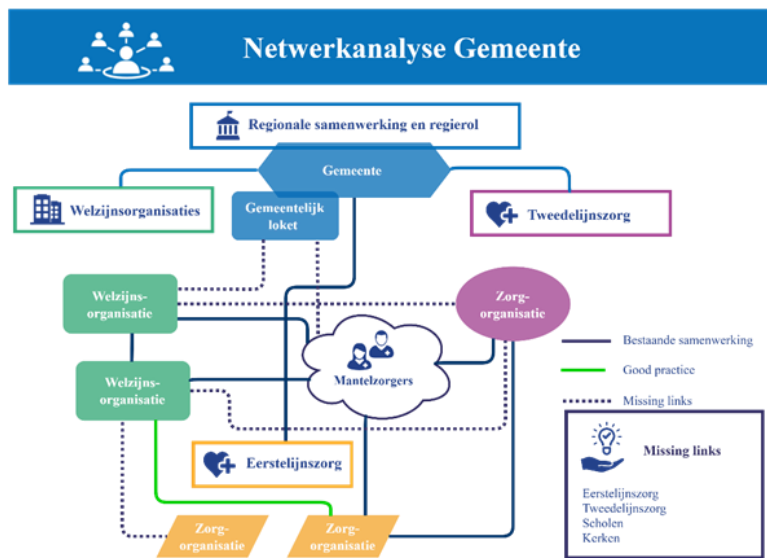 Netwerkanalyse Gemeente
Regionale samenwerking en regierol
Gemeente
Welzijnsorganisaties
Gemeentelijk
loket
Tweedelijnszorg
Welzijns-
organisatie
Zorg-
organisatie
Bestaande samenwerking
Good practice
Missing links
Mantelzorgers
Welzijns-
organisatie
Eerstelijnszorg
Missing links
Eerstelijnszorg
Tweedelijnszorg
Scholen
Kerken
Zorg-
organisatie
Zorg-
organisatie